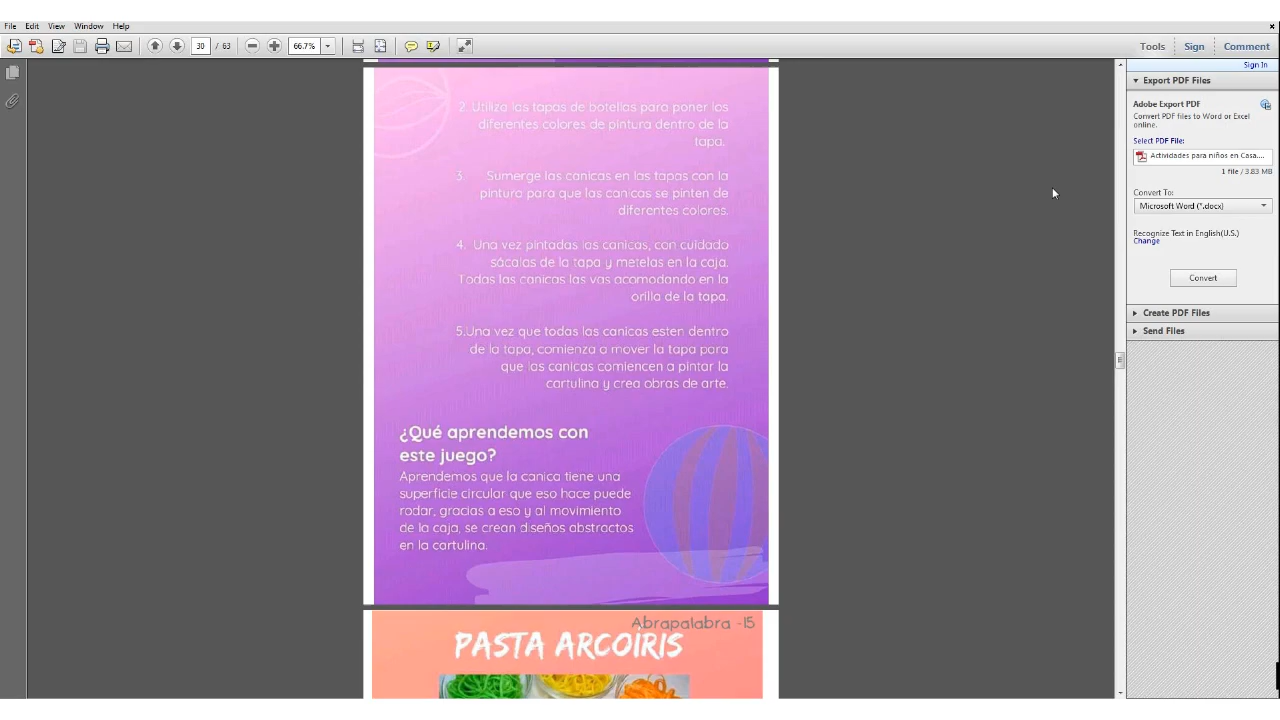 File Edit View Window Help
30 / 63
66.7%
Tools Sign Comment
Sign In
Export PDF Files
Adobe Export PDF
Convert PDF files to Word or Excel
online.
Select PDF File:
Actividades para niños en Casa....
1 file / 3.83 MB
Convert To:
Microsoft Word (*.docx)
Recognize Text in English(U.S.)
Change
Convert
Create PDF Files
Send Files
2. Utiliza las tapas de botellas para poner los
diferentes colores de pintura dentro de la
tapa.
3. Sumerge las canicas en las tapas con la
pintura para que las canicas se pinten de
diferentes colores.
4. Una vez pintadas las canicas, con cuidado
sácalas de la tapa y metelas en la caja.
Todas las canicas las vas acomodando en la
orilla de la tapa.
5.Una vez que todas las canicas esten dentro
de la tapa, comienza a mover la tapa para
que las canicas comiencen a pintar la
cartulina y crea obras de arte.
¿Qué aprendemos con
este juego?
Aprendemos que la canica tiene una
superficie circular que eso hace puede
rodar, gracias a eso y al movimiento
de la caja, se crean diseños abstractos
en la cartulina.
Abrapalabra -15
PASTA ARCOÍRIS